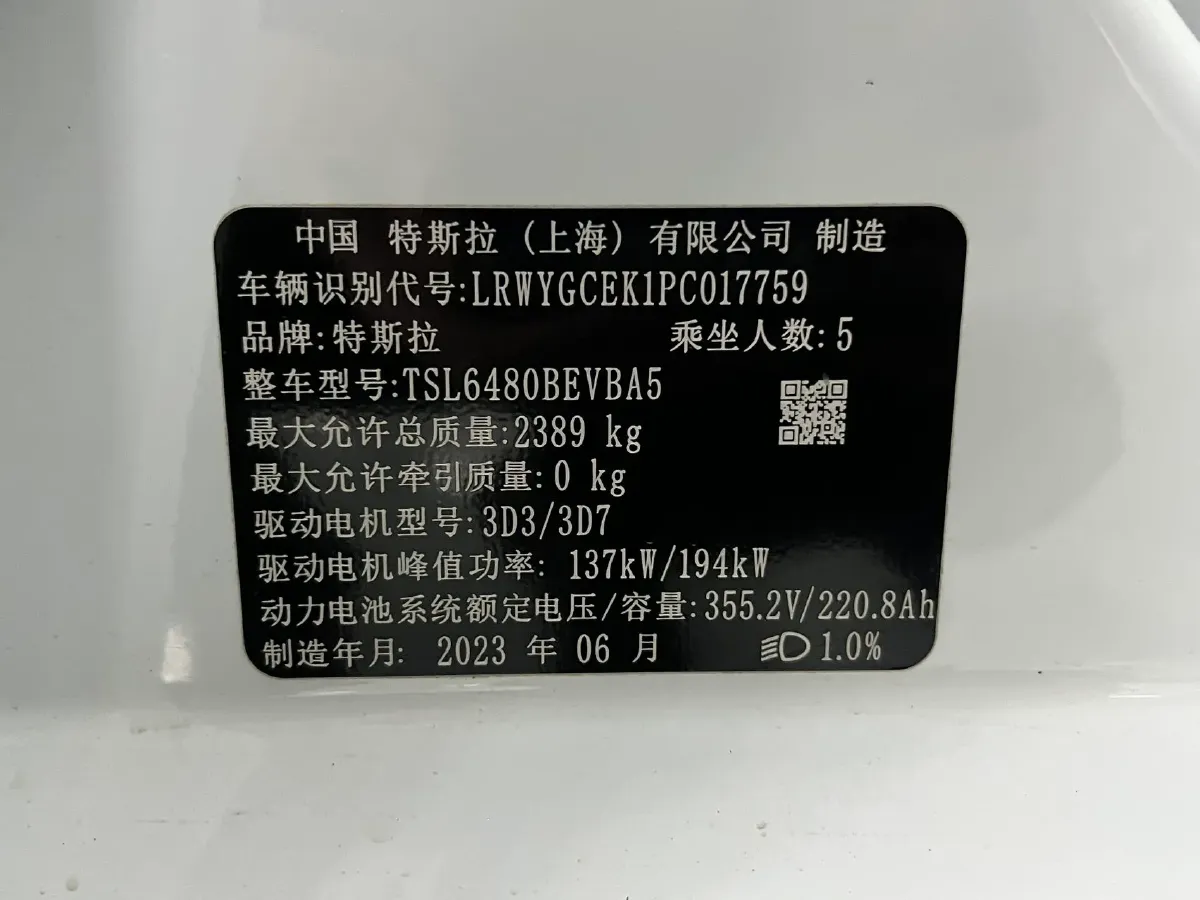 中国 特斯拉 (上海) 有限公司 制造
车辆识别代号:LRWYGCEK1PC017759
品牌:特斯拉 乘坐人数:5
整车型号:TSL6480BEVBA5
最大允许总质量:2389 kg
最大允许牵引质量:0 kg
驱动电机型号:3D3/3D7
驱动电机峰值功率: 137kW/194kW
动力电池系统额定电压/容量:355.2V/220.8Ah
制造年月: 2023 年 06 月 1.0%